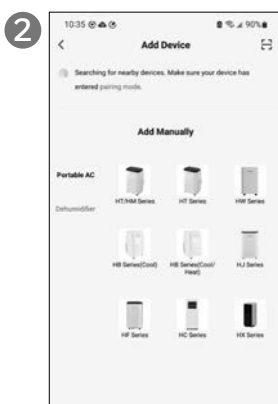 2
10:35
90%
Add Device
Searching for nearby devices. Make sure your device has
entered pairing mode.
Add Manually
Portable AC
Dehumidifier
HT/HM Series
HT Series
HW Series
HB Series(Cool)
HB Series(Cool/
Heat)
HJ Series
HF Series
HC Series
HX Series